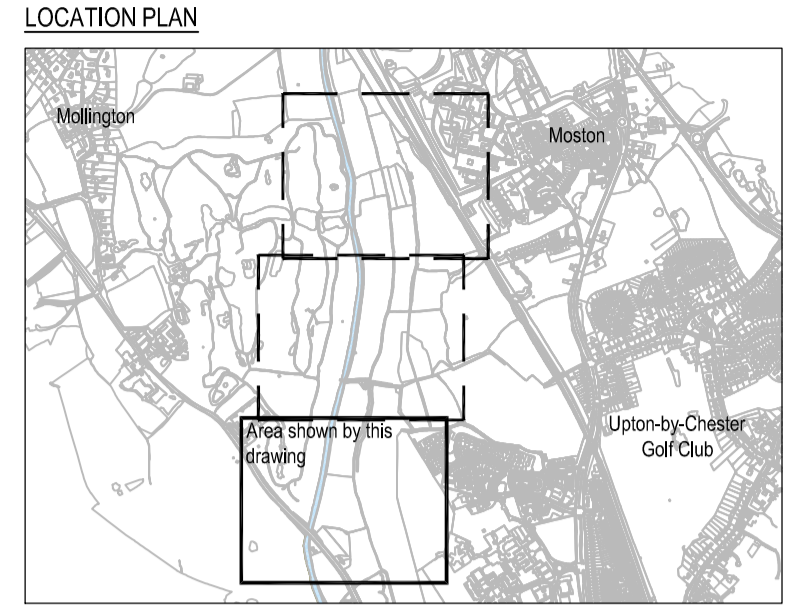 LOCATION PLAN
Mollington
Moston
Area shown by this
drawing
Upton-by-Chester
Golf Club